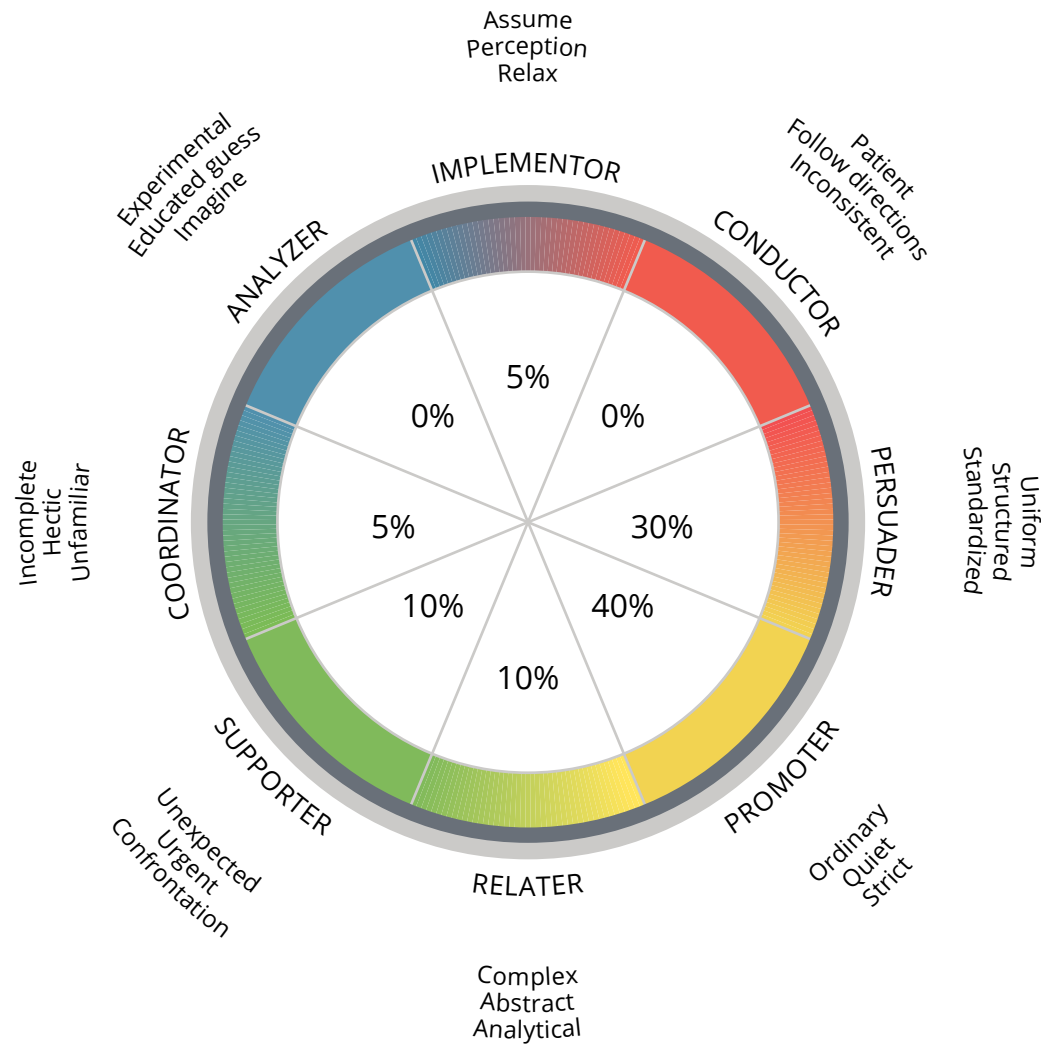 Assume
Perception
Relax
IMPLEMENTOR
5%
Patient
Follow directions
Inconsistent
CONDUCTOR
0%
Uniform
Structured
Standardized
PERSUADER
30%
Ordinary
Quiet
Strict
PROMOTER
40%
RELATER
10%
Complex
Abstract
Analytical
Unexpected
Urgent
Confrontation
SUPPORTER
10%
Incomplete
Hectic
Unfamiliar
COORDINATOR
5%
Experimental
Educated guess
Imagine
ANALYZER
0%